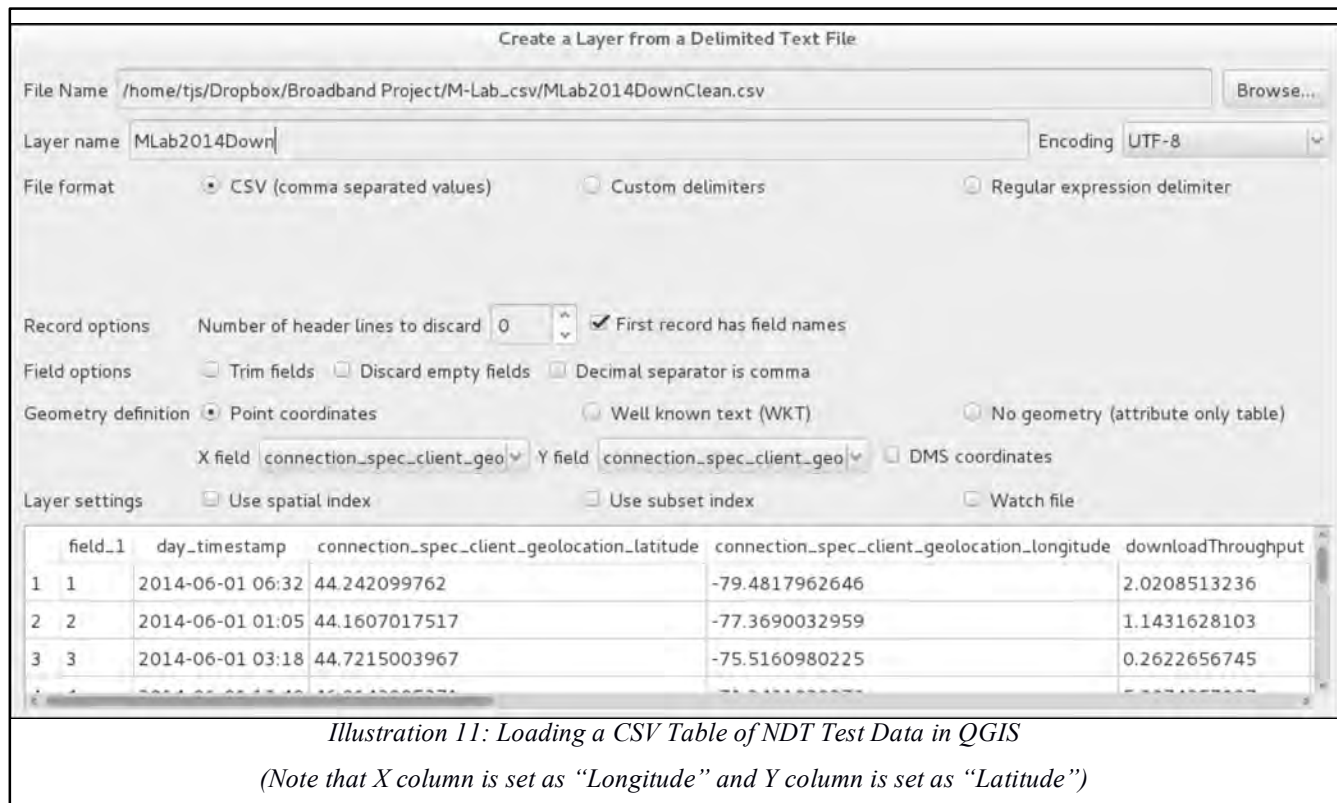 Create a Layer from a Delimited Text File
File Name /home/tjs/Dropbox/Broadband Project/M-Lab_csv/MLab2014DownClean.csv Browse...
Layer name MLab2014Down Encoding UTF-8
File format CSV (comma separated values) Custom delimiters Regular expression delimiter
Record options Number of header lines to discard 0 First record has field names
Field options Trim fields Discard empty fields Decimal separator is comma
Geometry definition Point coordinates Well known text (WKT) No geometry (attribute only table)
X field connection_spec_client_geo Y field connection_spec_client_geo DMS coordinates
Layer settings Use spatial index Use subset index Watch file
field_1 day_timestamp connection_spec_client_geolocation_latitude connection_spec_client_geolocation_longitude downloadThroughput
1 1 2014-06-01 06:32 44.242099762 -79.4817962646 2.0208513236
2 2 2014-06-01 01:05 44.1607017517 -77.3690032959 1.1431628103
3 3 2014-06-01 03:18 44.7215003967 -75.5160980225 0.2622656745
Illustration 11: Loading a CSV Table of NDT Test Data in QGIS
(Note that X column is set as “Longitude” and Y column is set as “Latitude”)